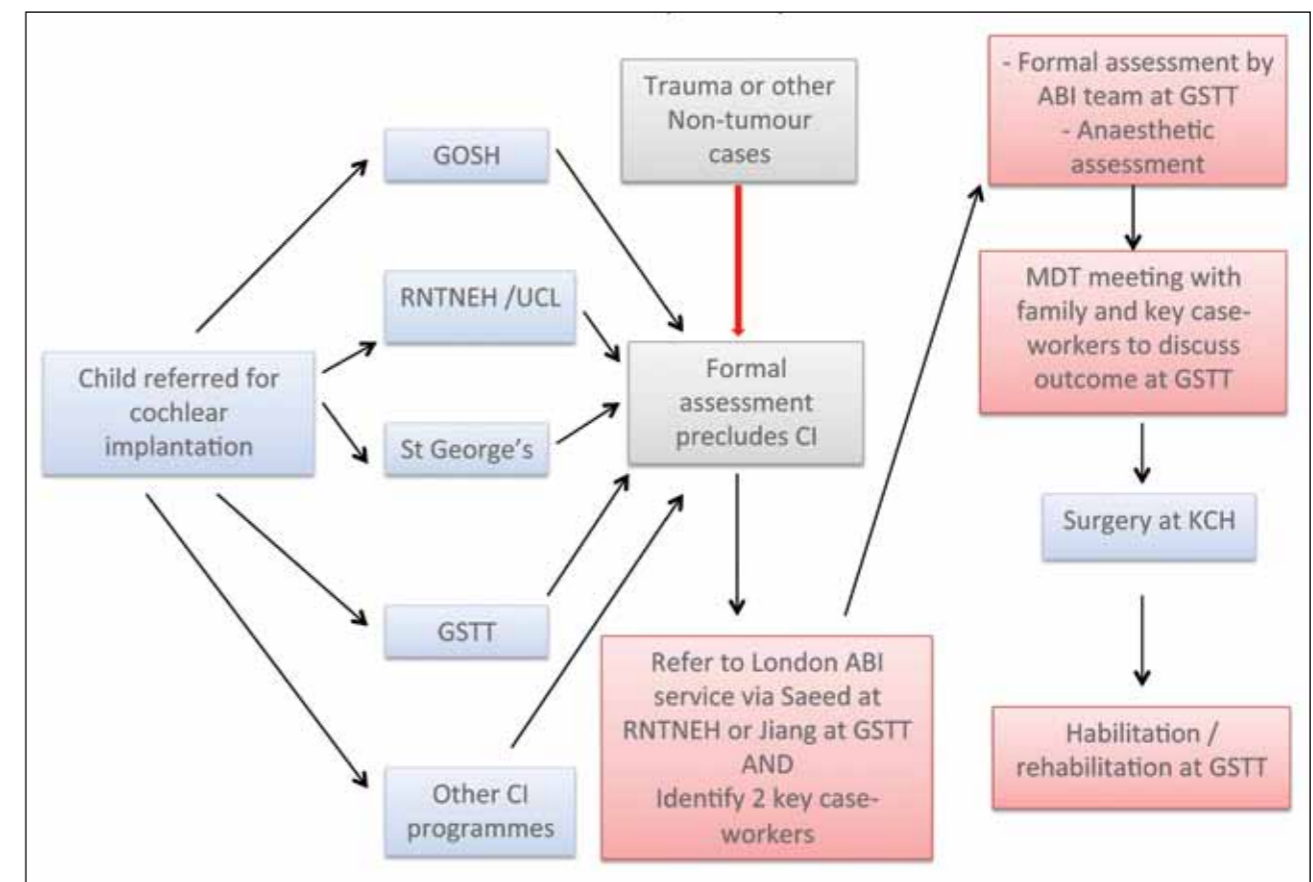 Child referred for
cochlear
implantation
GOSH
RNTNEH /UCL
St George's
GSTT
Other CI
programmes
Trauma or other
Non-tumour
cases
Formal
assessment
precludes CI
Refer to London ABI
service via Saeed at
RNTNEH or Jiang at GSTT
AND
Identify 2 key case-
workers
- Formal assessment by
ABI team at GSTT
- Anaesthetic
assessment
MDT meeting with
family and key case-
workers to discuss
outcome at GSTT
Surgery at KCH
Habilitation /
rehabilitation at GSTT